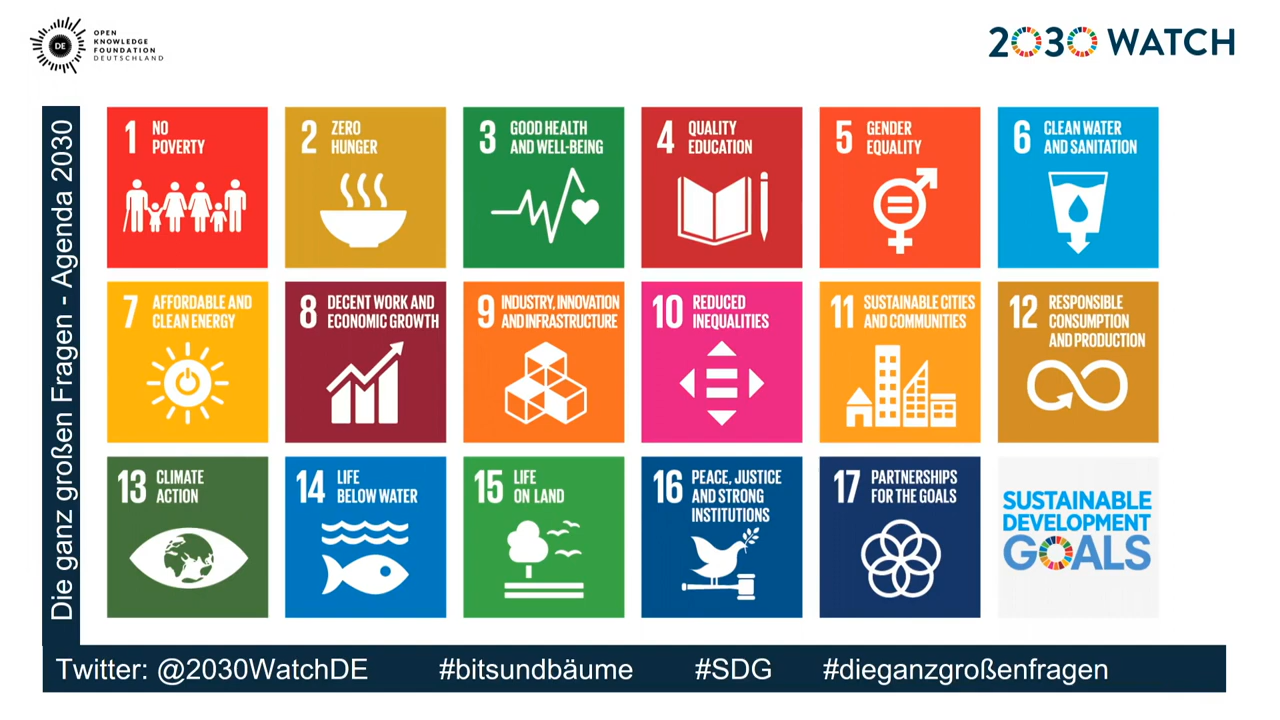 DE
OPEN
KNOWLEDGE
FOUNDATION
DEUTSCHLAND
2030 WATCH
Die ganz großen Fragen - Agenda 2030
1 NO
POVERTY
2 ZERO
HUNGER
3 GOOD HEALTH
AND WELL-BEING
4 QUALITY
EDUCATION
5 GENDER
EQUALITY
6 CLEAN WATER
AND SANITATION
7 AFFORDABLE AND
CLEAN ENERGY
8 DECENT WORK AND
ECONOMIC GROWTH
9 INDUSTRY, INNOVATION
AND INFRASTRUCTURE
10 REDUCED
INEQUALITIES
11 SUSTAINABLE CITIES
AND COMMUNITIES
12 RESPONSIBLE
CONSUMPTION
AND PRODUCTION
13 CLIMATE
ACTION
14 LIFE
BELOW WATER
15 LIFE
ON LAND
16 PEACE, JUSTICE
AND STRONG
INSTITUTIONS
17 PARTNERSHIPS
FOR THE GOALS
SUSTAINABLE
DEVELOPMENT
GOALS
Twitter: @2030WatchDE #bitsundbäume #SDG #dieganzgroßenfragen